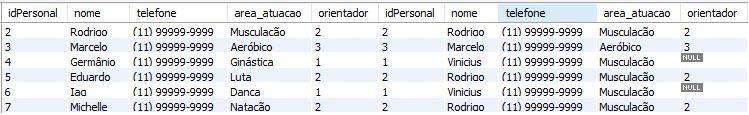 idPersonal nome telefone area_atuacao orientador idPersonal nome telefone area_atuacao orientador
2 Rodrigo (11) 99999-9999 Musculação 2 2 Rodrigo (11) 99999-9999 Musculação 2
3 Marcelo (11) 99999-9999 Aeróbico 3 3 Marcelo (11) 99999-9999 Aeróbico 3
4 Germânio (11) 99999-9999 Ginástica 1 1 Vinicius (11) 99999-9999 Musculação NULL
5 Eduardo (11) 99999-9999 Luta 2 2 Rodrigo (11) 99999-9999 Musculação 2
6 Iag (11) 99999-9999 Dança 1 1 Vinicius (11) 99999-9999 Musculação NULL
7 Michelle (11) 99999-9999 Natação 2 2 Rodrigo (11) 99999-9999 Musculação 2